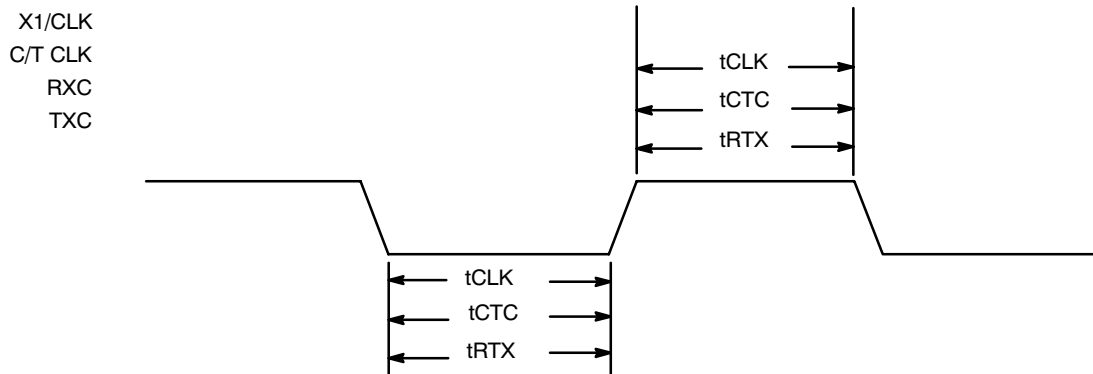 X1/CLK
C/T CLK
RXC
TXC
tCLK
tCTC
tRTX
tCLK
tCTC
tRTX